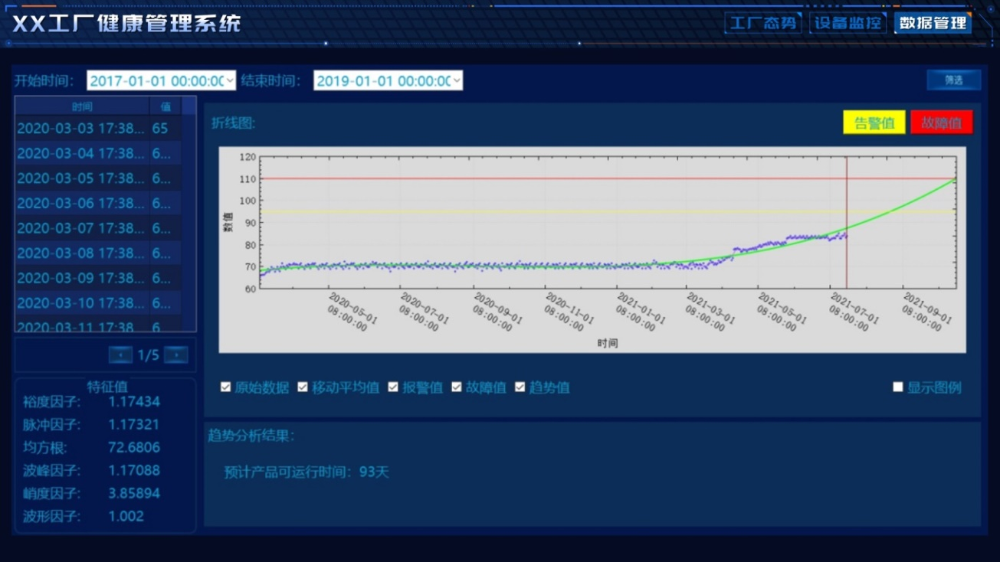 XX工厂健康管理系统
工厂态势 设备监控 数据管理
开始时间: 2017-01-01 00:00:00 结束时间: 2019-01-01 00:00:00 筛选
时间 值
2020-03-03 17:38... 65
2020-03-04 17:38... 6...
2020-03-05 17:38... 6...
2020-03-06 17:38... 6...
2020-03-07 17:38... 6...
2020-03-08 17:38... 6...
2020-03-09 17:38... 6...
2020-03-10 17:38... 6...
2020-03-11 17:38 6
1/5
特征值
裕度因子: 1.17434
脉冲因子: 1.17321
均方根: 72.6806
波峰因子: 1.17088
峭度因子: 3.85894
波形因子: 1.002
折线图:
告警值 故障值
120
110
100
90
80
70
60
数值
2020-05-01 08:00:00
2020-07-01 08:00:00
2020-09-01 08:00:00
2020-11-01 08:00:00
2021-01-01 08:00:00
2021-03-01 08:00:00
2021-05-01 08:00:00
2021-07-01 08:00:00
2021-09-01 08:00:00
时间
原始数据 移动平均值 报警值 故障值 趋势值 显示图例
趋势分析结果:
预计产品可运行时间: 93天